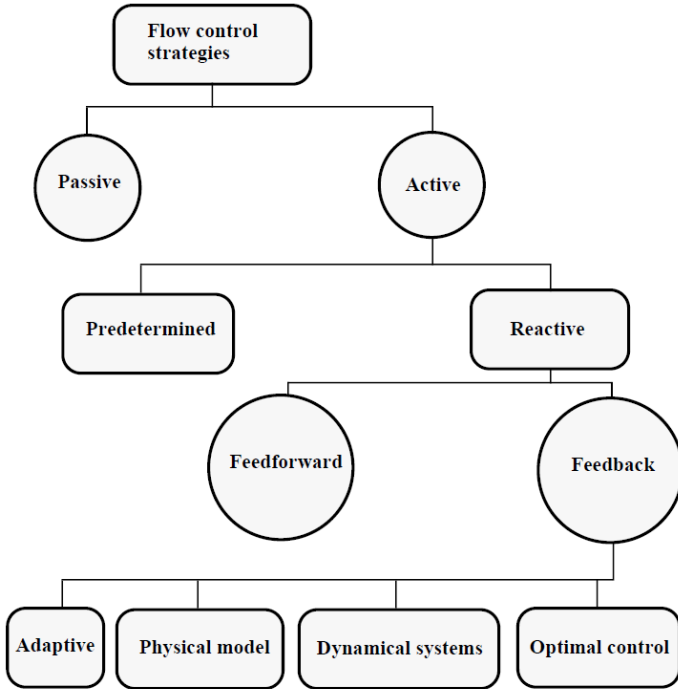 Flow control
strategies
Passive
Active
Predetermined
Reactive
Feedforward
Feedback
Adaptive
Physical model
Dynamical systems
Optimal control